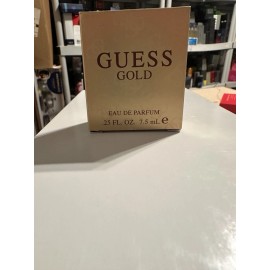 GUESS
GOLD
EAU DE PARFUM
.25 FL. OZ. 7.5 mL e